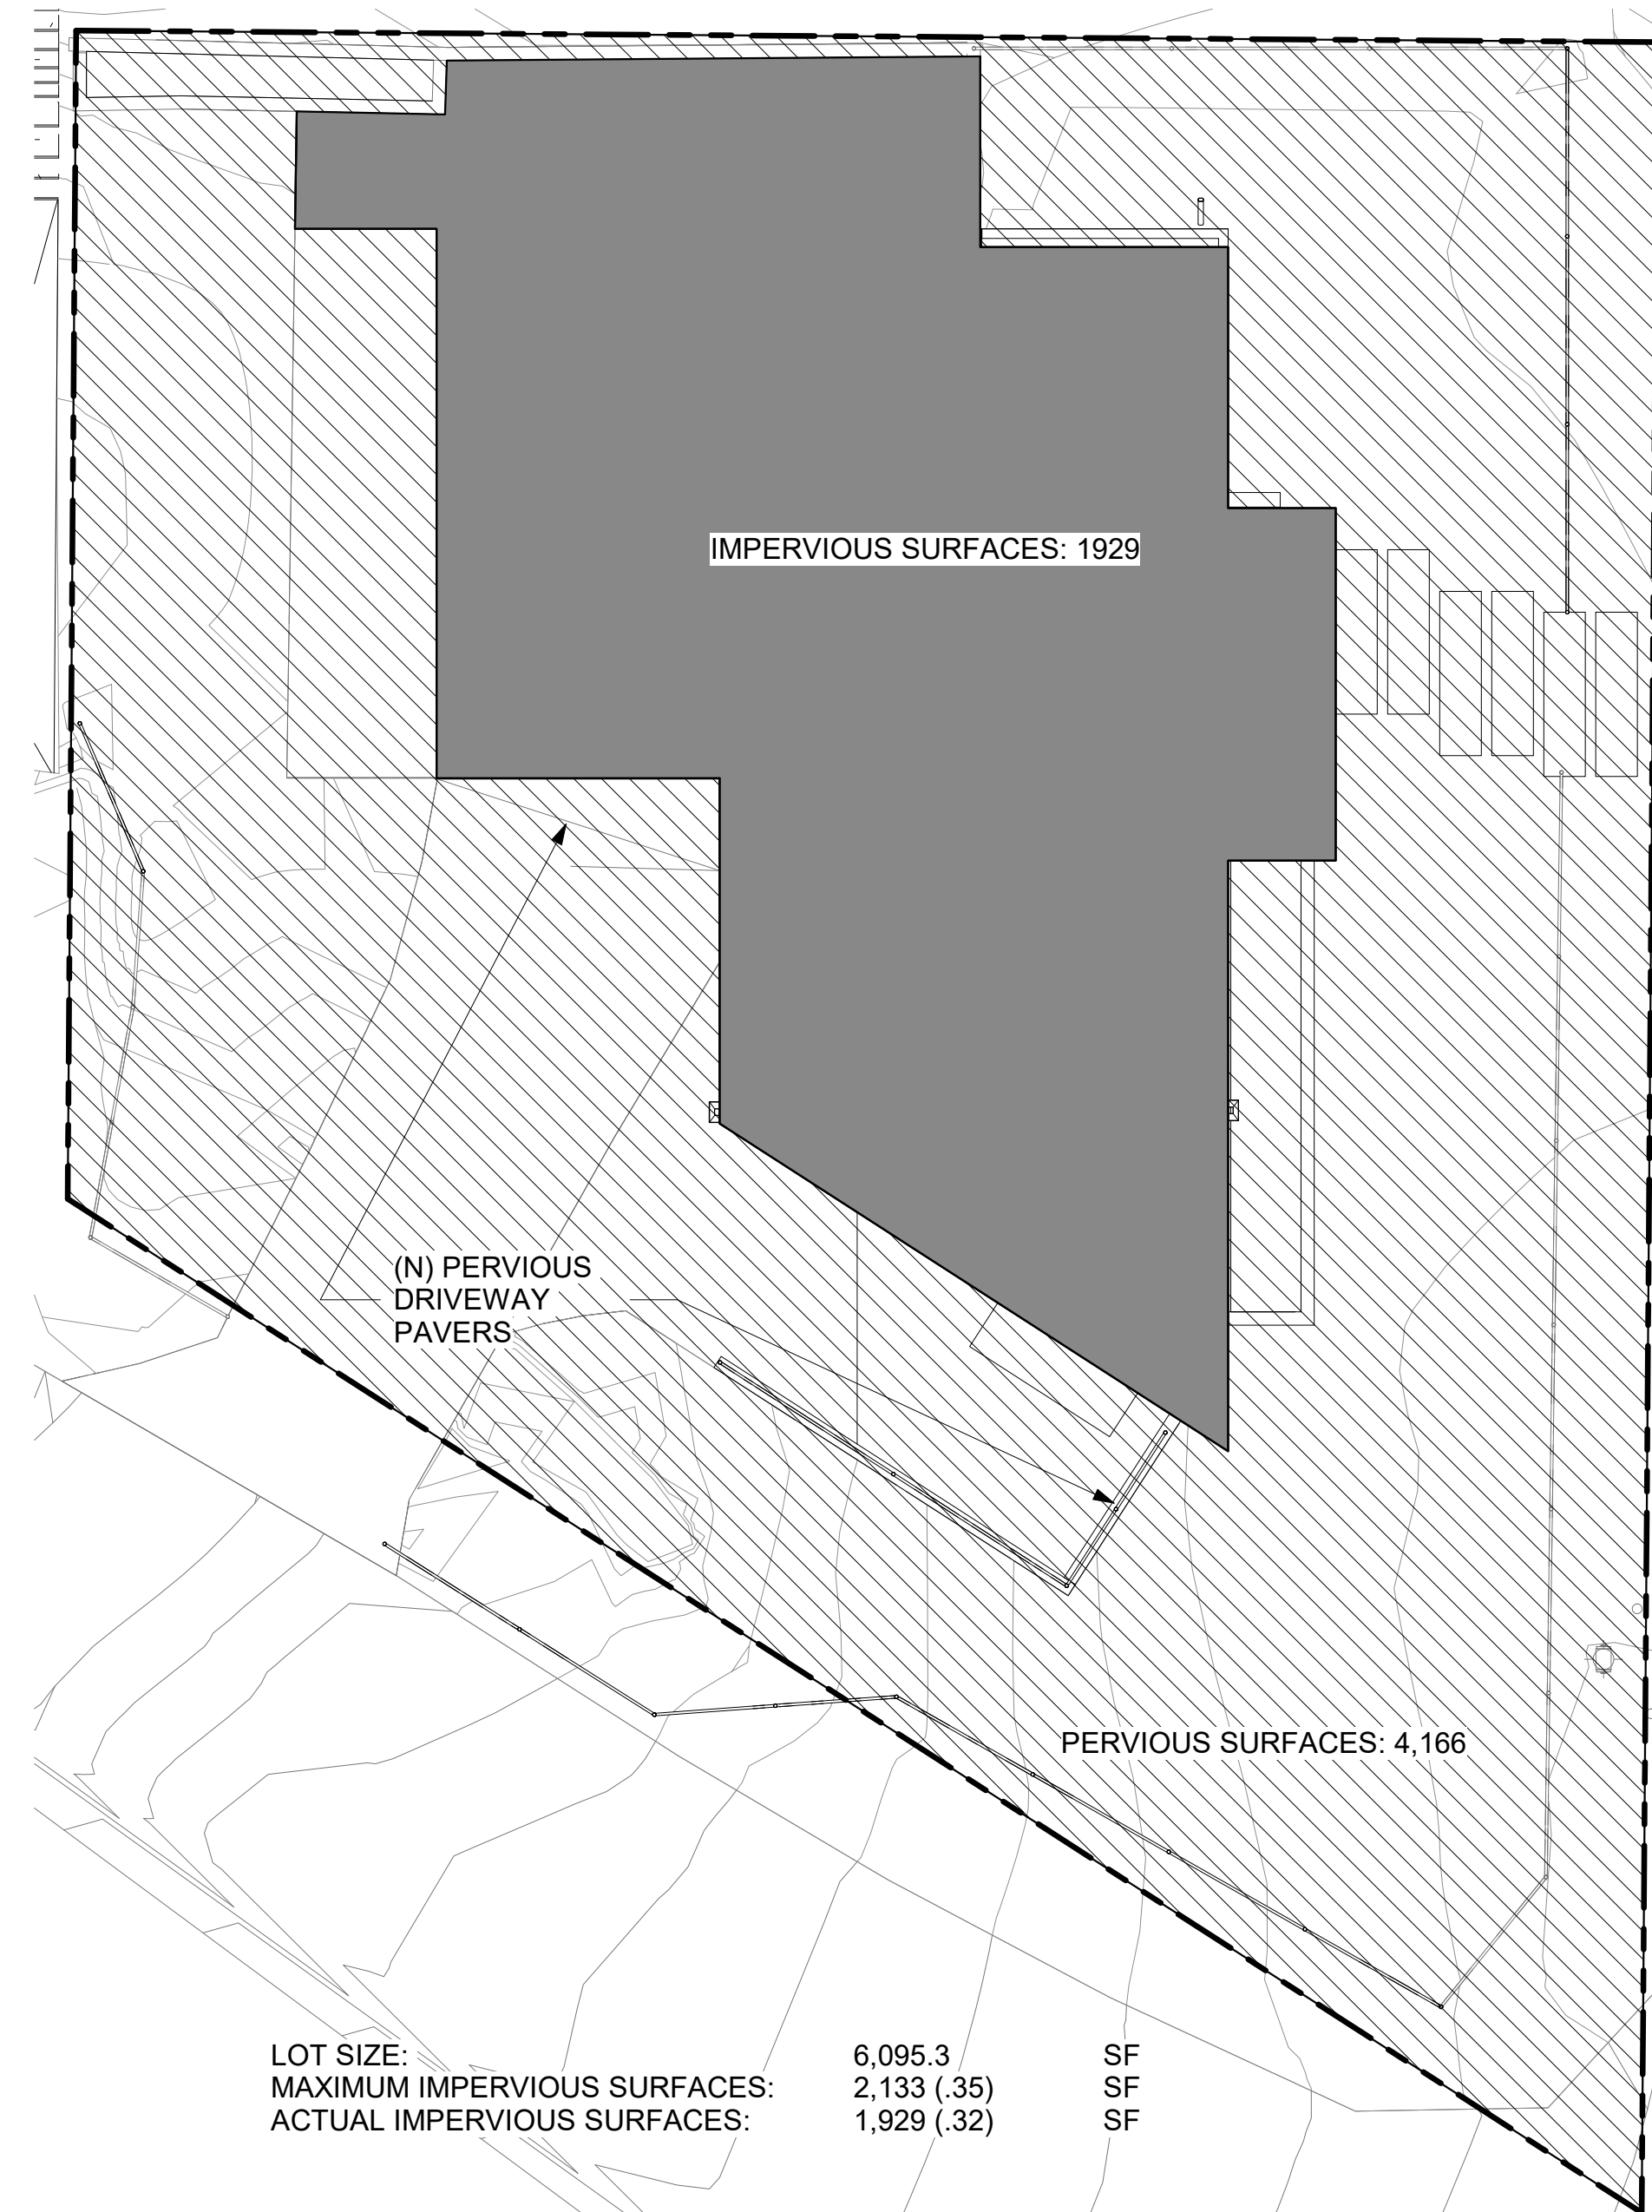 IMPERVIOUS SURFACES: 1929
(N) PERVIOUS
DRIVEWAY
PAVERS
PERVIOUS SURFACES: 4,166
LOT SIZE: 6,095.3 SF
MAXIMUM IMPERVIOUS SURFACES: 2,133 (.35) SF
ACTUAL IMPERVIOUS SURFACES: 1,929 (.32) SF